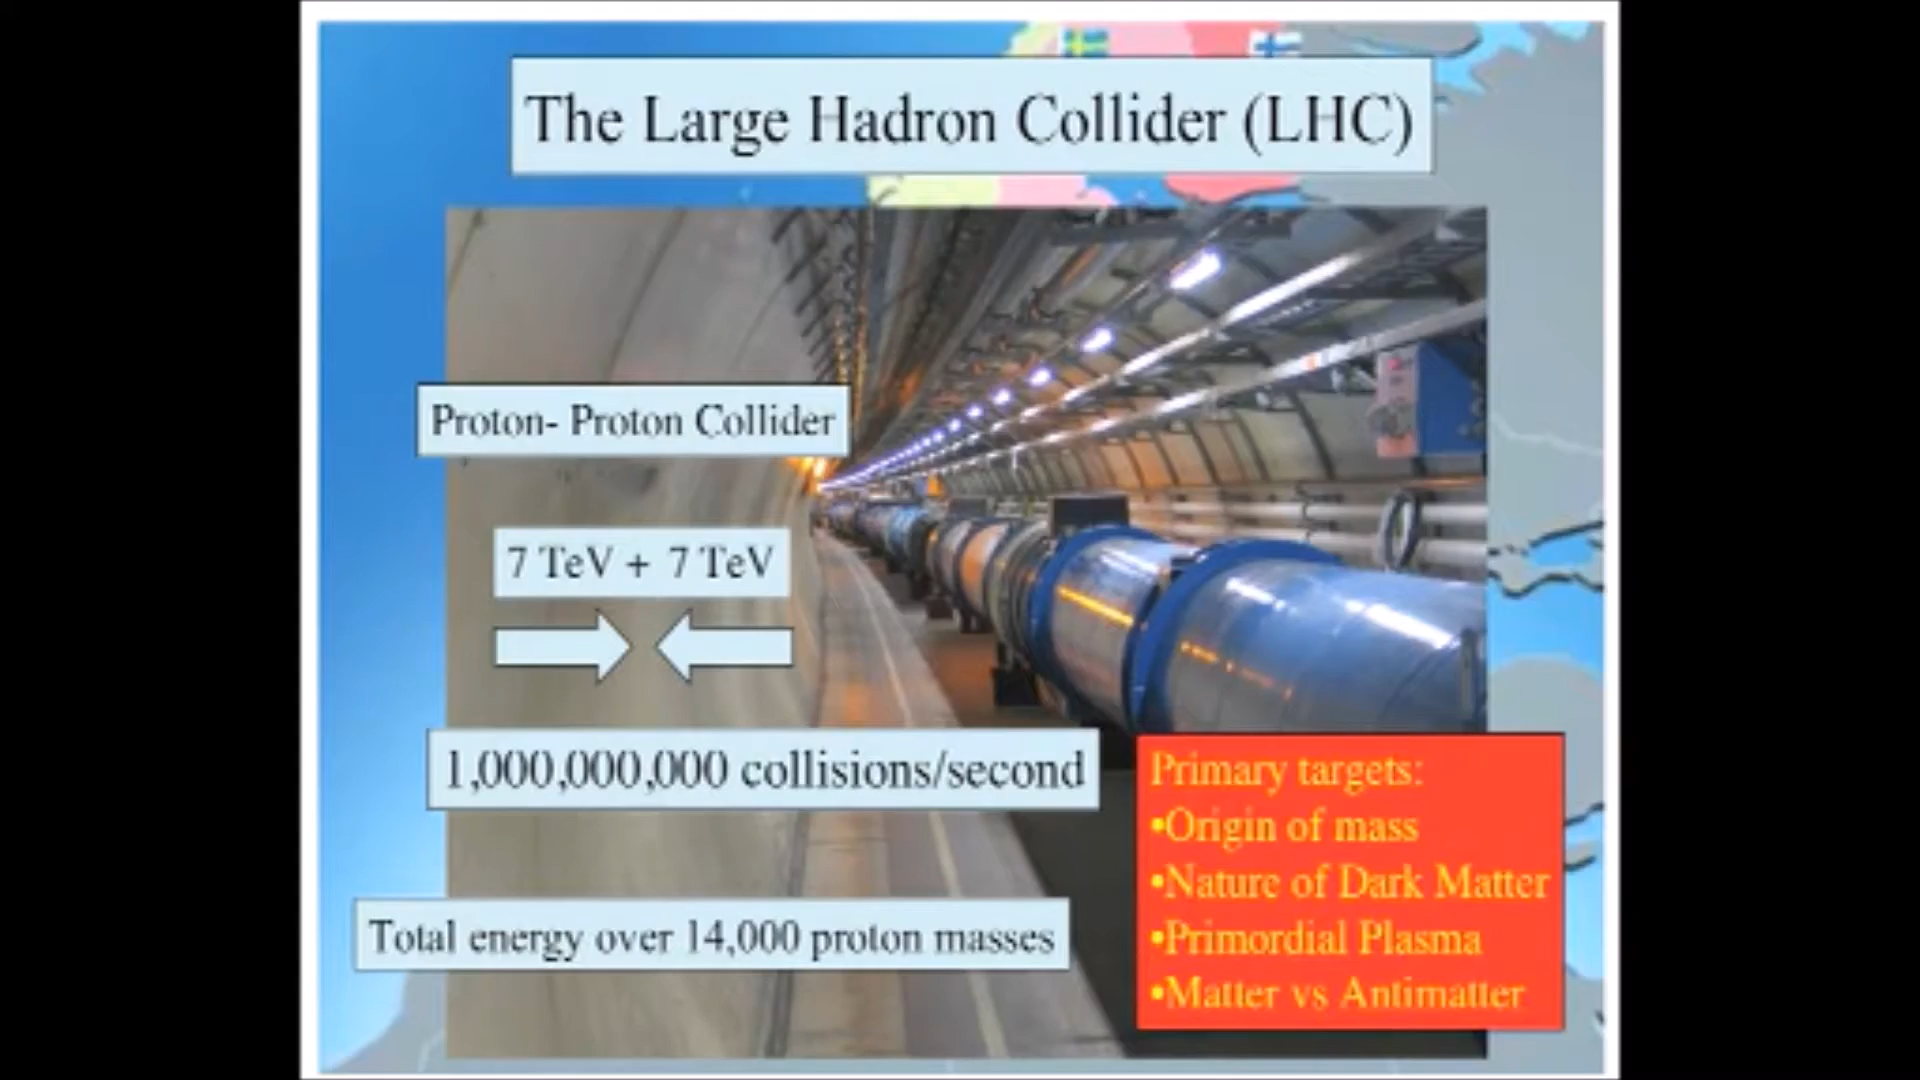 The Large Hadron Collider (LHC)
Proton- Proton Collider
7 TeV + 7 TeV
1,000,000,000 collisions/second
Total energy over 14,000 proton masses
Primary targets:
•Origin of mass
•Nature of Dark Matter
•Primordial Plasma
•Matter vs Antimatter